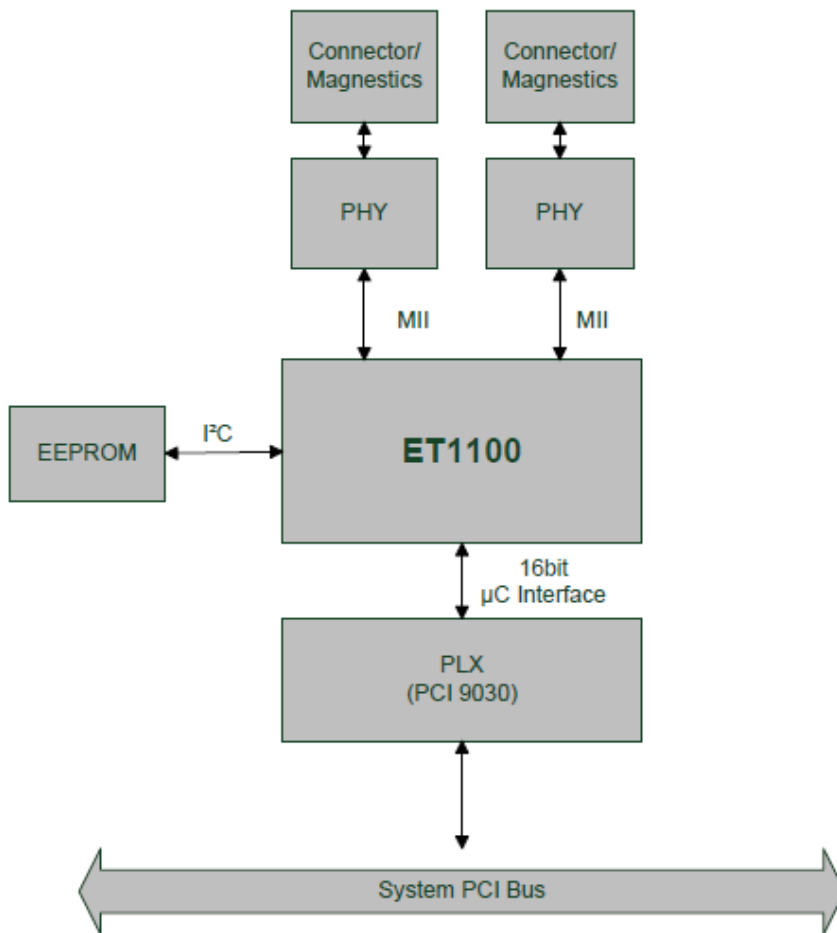 Connector/
Magnestics
Connector/
Magnestics
PHY
PHY
MII
MII
EEPROM
I²C
ET1100
16bit
µC Interface
PLX
(PCI 9030)
System PCI Bus